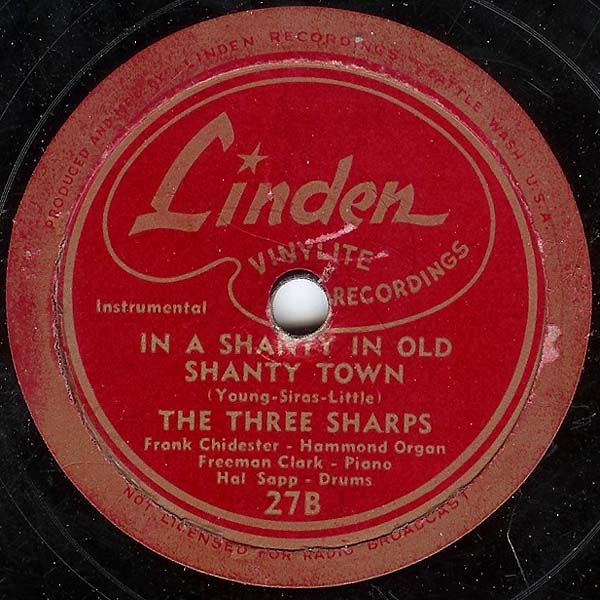 PRODUCED AND MFD BY LINDEN RECORDINGS SEATTLE WASH U.S.A.
Linden
VINYLITE
RECORDINGS
Instrumental
IN A SHANTY IN OLD
SHANTY TOWN
(Young-Siras-Little)
THE THREE SHARPS
Frank Chidester - Hammond Organ
Freeman Clark - Piano
Hal Sapp - Drums
27B
NOT LICENSED FOR RADIO BROADCAST